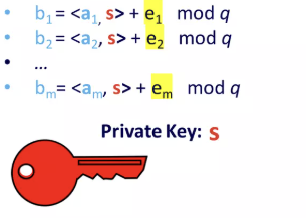 • b₁ = <a₁, s> + e₁ mod q
• b₂ = <a₂, s> + e₂ mod q
• ...
• bₘ= <aₘ, s> + eₘ mod q
Private Key: s